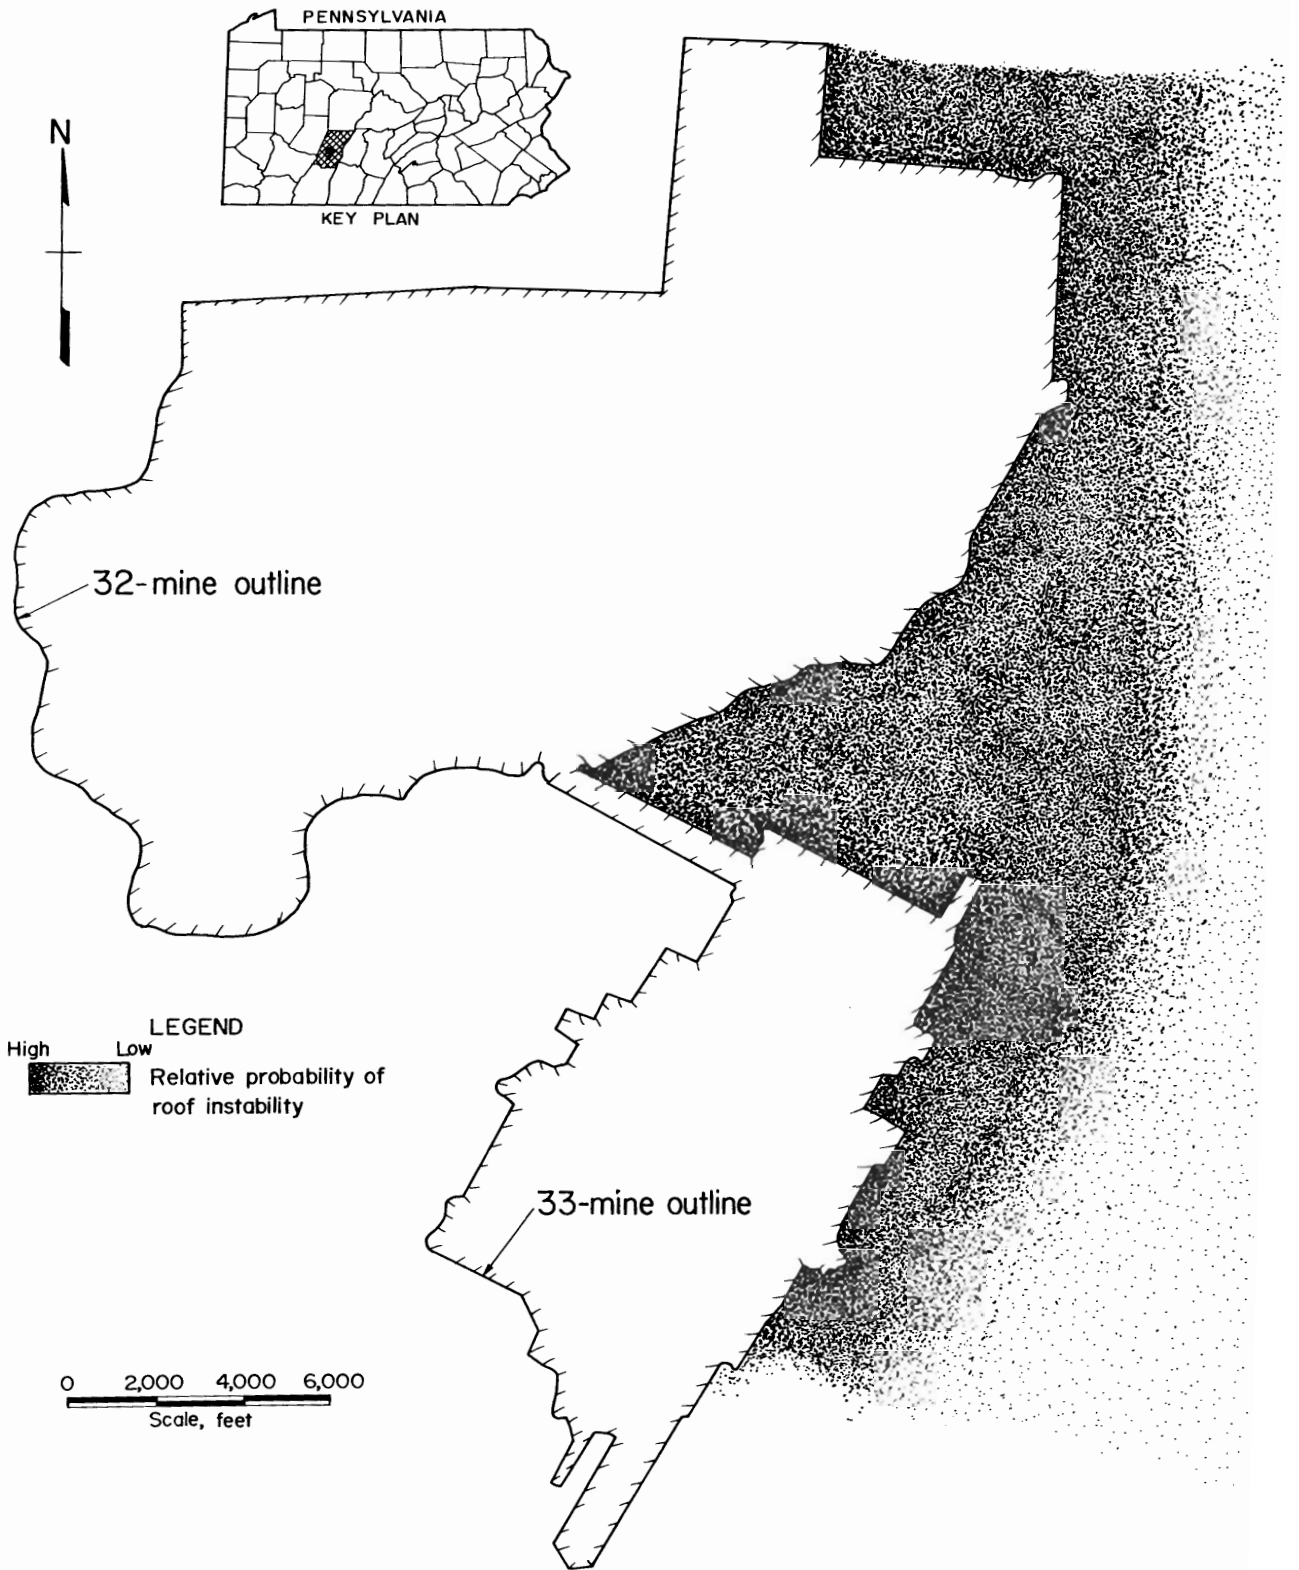 PENNSYLVANIA
KEY PLAN
N
32-mine outline
LEGEND
High Low
Relative probability of
roof instability
33-mine outline
0 2,000 4,000 6,000
Scale, feet